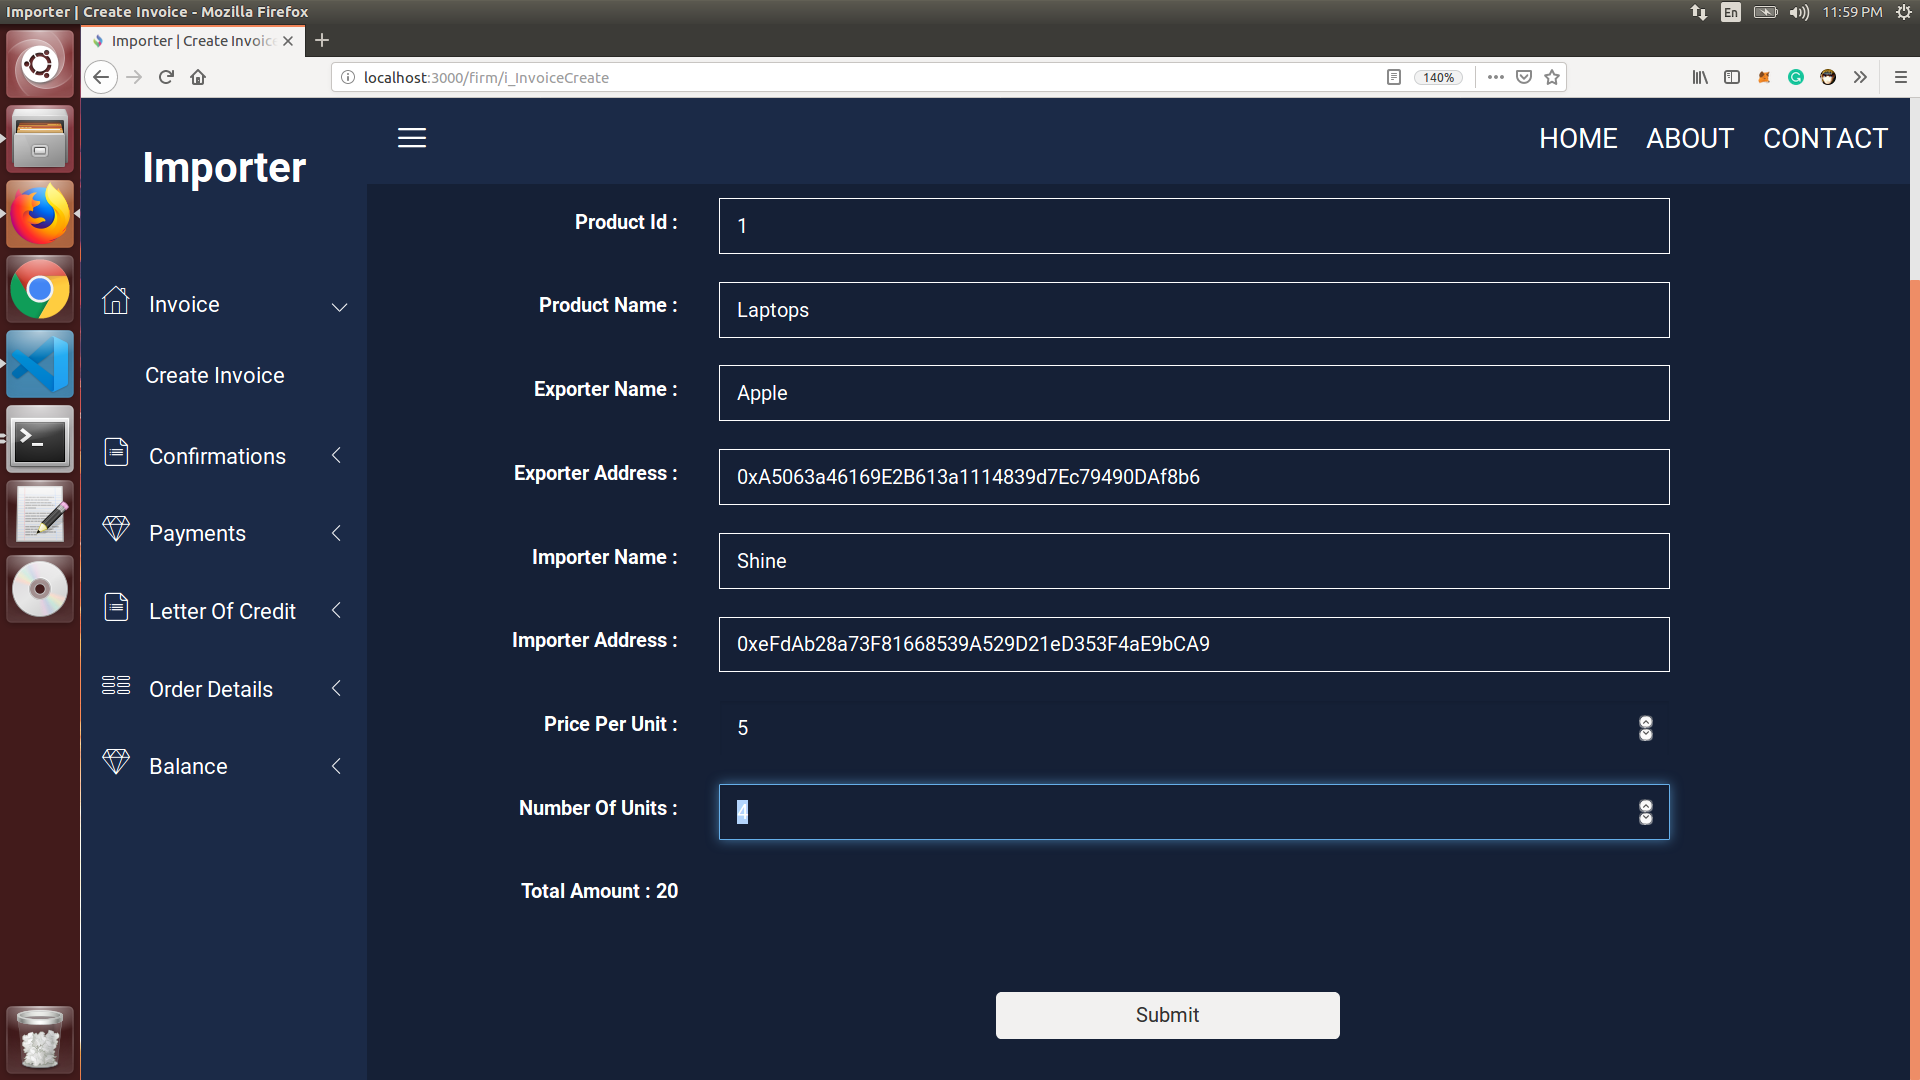 Importer | Create Invoice - Mozilla Firefox
En
11:59 PM
Importer | Create Invoic
localhost:3000/firm/i_InvoiceCreate
140%
Importer
HOME ABOUT CONTACT
Invoice
Create Invoice
Confirmations
Payments
Letter Of Credit
Order Details
Balance
Product Id : 1
Product Name : Laptops
Exporter Name : Apple
Exporter Address : 0xA5063a46169E2B613a1114839d7Ec79490DAf8b6
Importer Name : Shine
Importer Address : 0xeFdAb28a73F81668539A529D21eD353F4aE9bCA9
Price Per Unit : 5
Number Of Units : 4
Total Amount : 20
Submit